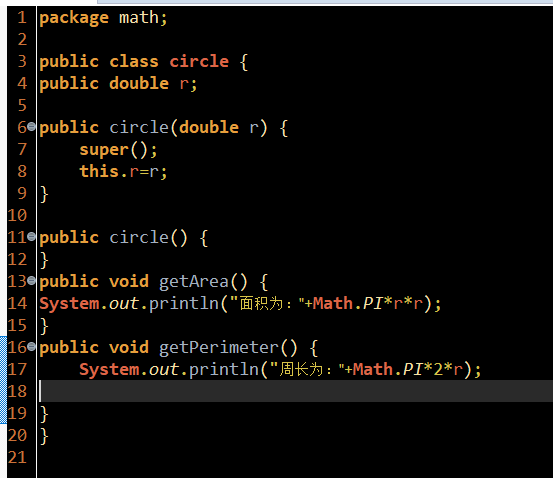 1 package math;
2
3 public class circle {
4 public double r;
5
6 public circle(double r) {
7     super();
8     this.r=r;
9 }
10
11 public circle() {
12 }
13 public void getArea() {
14 System.out.println("面积为："+Math.PI*r*r);
15 }
16 public void getPerimeter() {
17     System.out.println("周长为："+Math.PI*2*r);
18
19 }
20 }
21